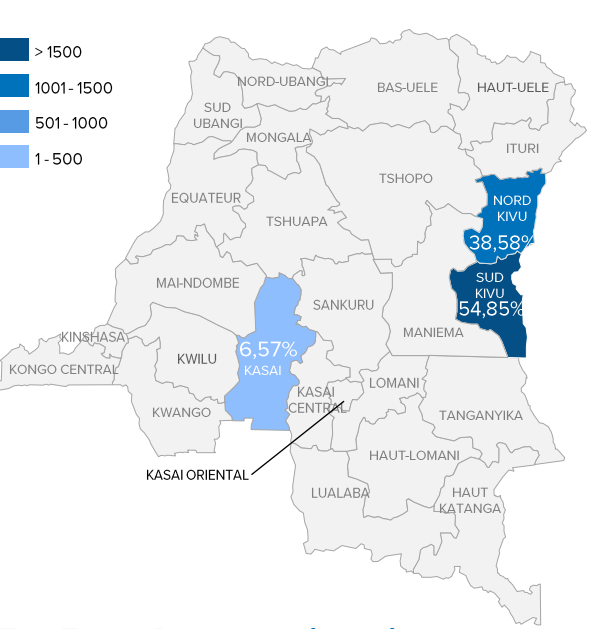 > 1500
1001 - 1500
501 - 1000
1 - 500
NORD-UBANGI
BAS-UELE
HAUT-UELE
SUD
UBANGI
MONGALA
ITURI
TSHOPO
EQUATEUR
TSHUAPA
NORD
KIVU
38,58%
SUD
KIVU
54,85%
MAI-NDOMBE
SANKURU
MANIEMA
KINSHASA
KONGO CENTRAL
KWILU
6,57%
KASAI
KWANGO
KASAI
CENTRAL
LOMANI
TANGANYIKA
HAUT-LOMANI
KASAI ORIENTAL
LUALABA
HAUT
KATANGA